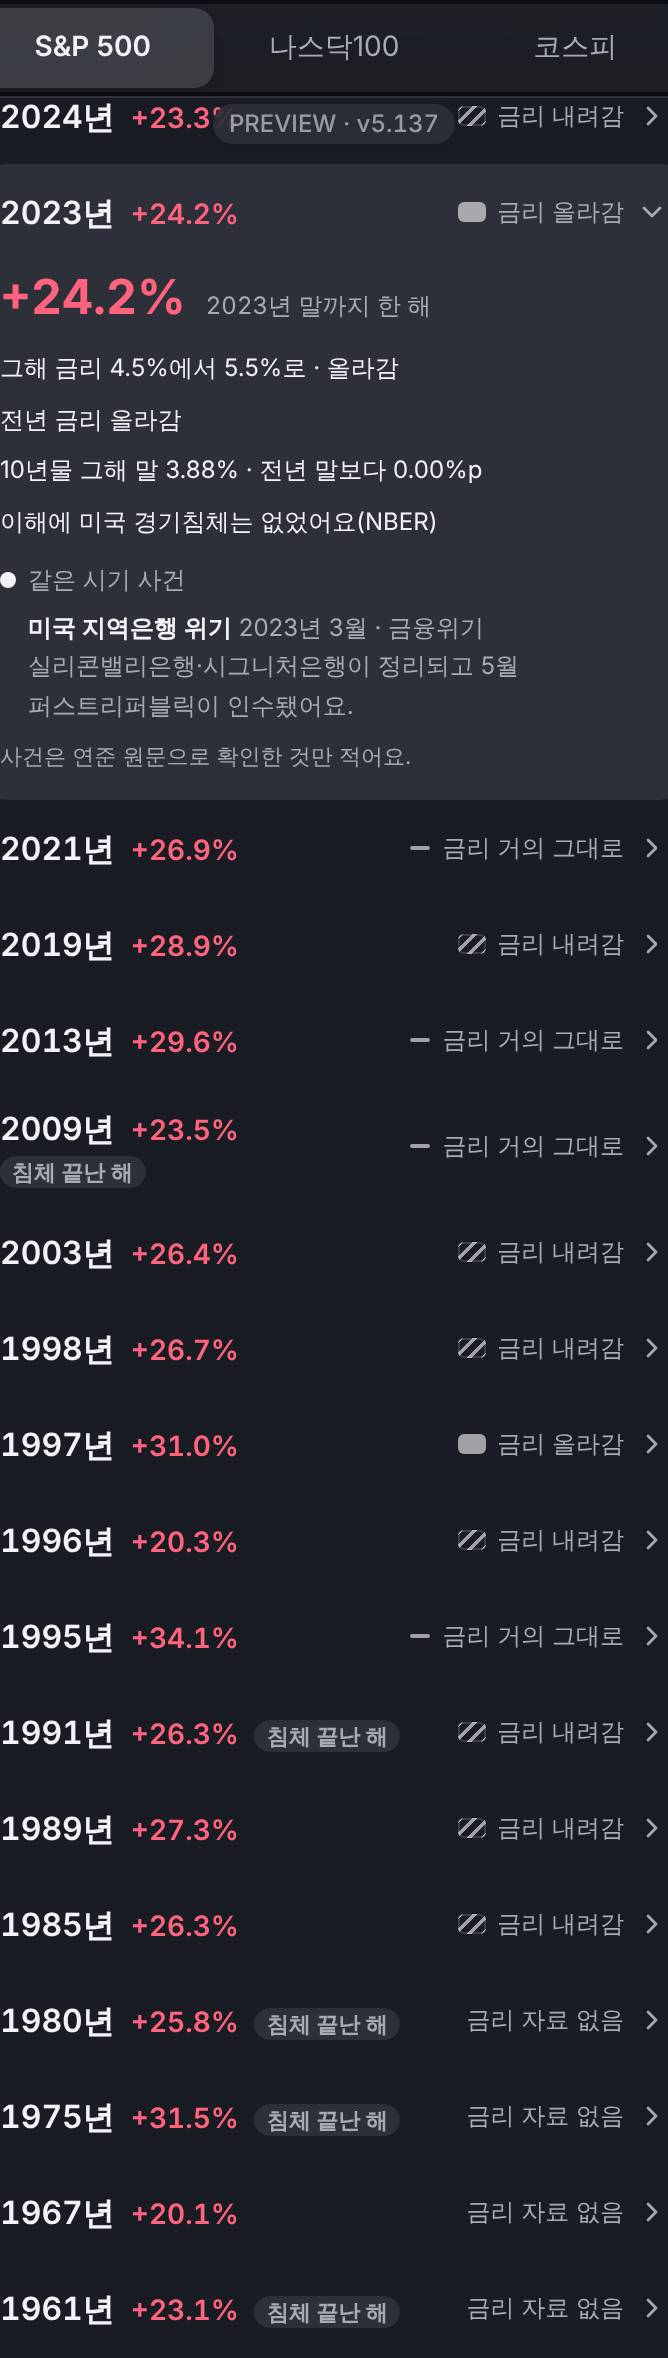 S&P 500 나스닥100 코스피
2024년 +23.3% PREVIEW · v5.137 금리 내려감
2023년 +24.2% 금리 올라감
+24.2% 2023년 말까지 한 해
그해 금리 4.5%에서 5.5%로 · 올라감
전년 금리 올라감
10년물 그해 말 3.88% · 전년 말보다 0.00%p
이해에 미국 경기침체는 없었어요(NBER)
같은 시기 사건
미국 지역은행 위기 2023년 3월 · 금융위기
실리콘밸리은행·시그니처은행이 정리되고 5월
퍼스트리퍼블릭이 인수됐어요.
사건은 연준 원문으로 확인한 것만 적어요.
2021년 +26.9% 금리 거의 그대로
2019년 +28.9% 금리 내려감
2013년 +29.6% 금리 거의 그대로
2009년 +23.5% 금리 거의 그대로
침체 끝난 해
2003년 +26.4% 금리 내려감
1998년 +26.7% 금리 내려감
1997년 +31.0% 금리 올라감
1996년 +20.3% 금리 내려감
1995년 +34.1% 금리 거의 그대로
1991년 +26.3% 침체 끝난 해 금리 내려감
1989년 +27.3% 금리 내려감
1985년 +26.3% 금리 내려감
1980년 +25.8% 침체 끝난 해 금리 자료 없음
1975년 +31.5% 침체 끝난 해 금리 자료 없음
1967년 +20.1% 금리 자료 없음
1961년 +23.1% 침체 끝난 해 금리 자료 없음